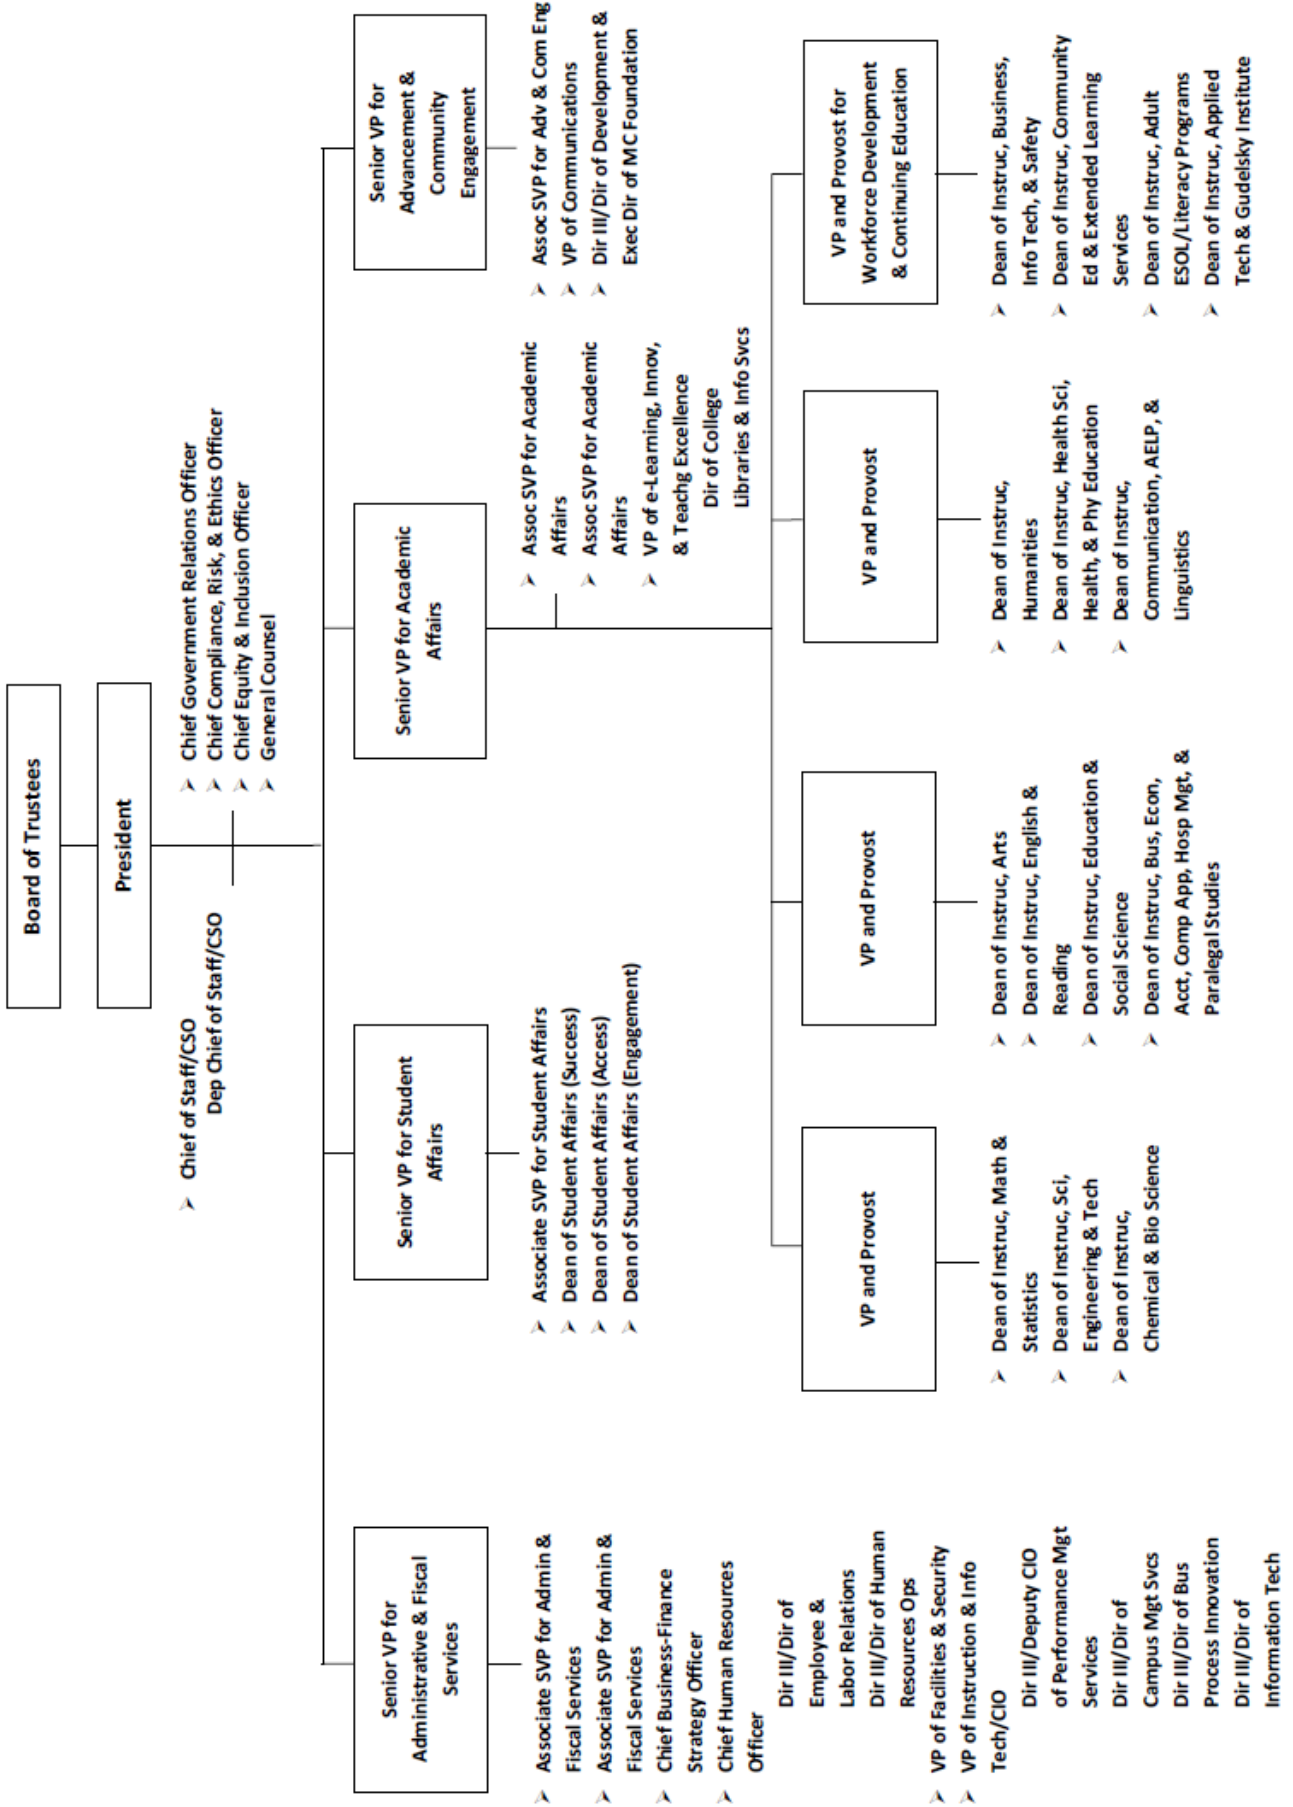 Board of Trustees
President
➢ Chief of Staff/CSO
Dep Chief of Staff/CSO
➢ Chief Government Relations Officer
➢ Chief Compliance, Risk, & Ethics Officer
➢ Chief Equity & Inclusion Officer
➢ General Counsel
Senior VP for
Administrative & Fiscal
Services
➢ Associate SVP for Admin &
Fiscal Services
➢ Associate SVP for Admin &
Fiscal Services
➢ Chief Business-Finance
Strategy Officer
➢ Chief Human Resources
Officer
Dir III/Dir of
Employee &
Labor Relations
Dir III/Dir of Human
Resources Ops
➢ VP of Facilities & Security
➢ VP of Instruction & Info
Tech/CIO
Dir III/Deputy CIO
of Performance Mgt
Services
Dir III/Dir of
Campus Mgt Svcs
Dir III/Dir of Bus
Process Innovation
Dir III/Dir of
Information Tech
Senior VP for Student
Affairs
➢ Associate SVP for Student Affairs
➢ Dean of Student Affairs (Success)
➢ Dean of Student Affairs (Access)
➢ Dean of Student Affairs (Engagement)
Senior VP for Academic
Affairs
➢ Assoc SVP for Academic
Affairs
➢ Assoc SVP for Academic
Affairs
➢ VP of e-Learning, Innov,
& Teachg Excellence
Dir of College
Libraries & Info Svcs
Senior VP for
Advancement &
Community
Engagement
➢ Assoc SVP for Adv & Com Eng
➢ VP of Communications
➢ Dir III/Dir of Development &
Exec Dir of MC Foundation
VP and Provost
➢ Dean of Instruc, Math &
Statistics
➢ Dean of Instruc, Sci,
Engineering & Tech
➢ Dean of Instruc,
Chemical & Bio Science
VP and Provost
➢ Dean of Instruc, Arts
➢ Dean of Instruc, English &
Reading
➢ Dean of Instruc, Education &
Social Science
➢ Dean of Instruc, Bus, Econ,
Acct, Comp App, Hosp Mgt, &
Paralegal Studies
VP and Provost
➢ Dean of Instruc,
Humanities
➢ Dean of Instruc, Health Sci,
Health, & Phy Education
➢ Dean of Instruc,
Communication, AELP, &
Linguistics
VP and Provost for
Workforce Development
& Continuing Education
➢ Dean of Instruc, Business,
Info Tech, & Safety
➢ Dean of Instruc, Community
Ed & Extended Learning
Services
➢ Dean of Instruc, Adult
ESOL/Literacy Programs
➢ Dean of Instruc, Applied
Tech & Gudelsky Institute